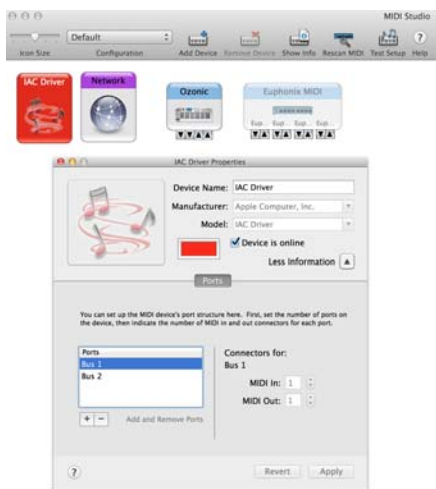 MIDI Studio
Default
Icon Size
Configuration
Add Device
Remove Device
Show Info
Rescan MIDI
Test Setup
Help
IAC Driver
Network
Ozonic
Euphonix MIDI
Eup... Eup... Eup... Eup...
IAC Driver Properties
Device Name: IAC Driver
Manufacturer: Apple Computer, Inc.
Model: IAC Driver
Device is online
Less Information
Ports
You can set up the MIDI device's port structure here. First, set the number of ports on
the device, then indicate the number of MIDI in and out connectors for each port.
Ports
Bus 1
Bus 2
+ −
Add and Remove Ports
Connectors for:
Bus 1
MIDI In: 1
MIDI Out: 1
?
Revert
Apply